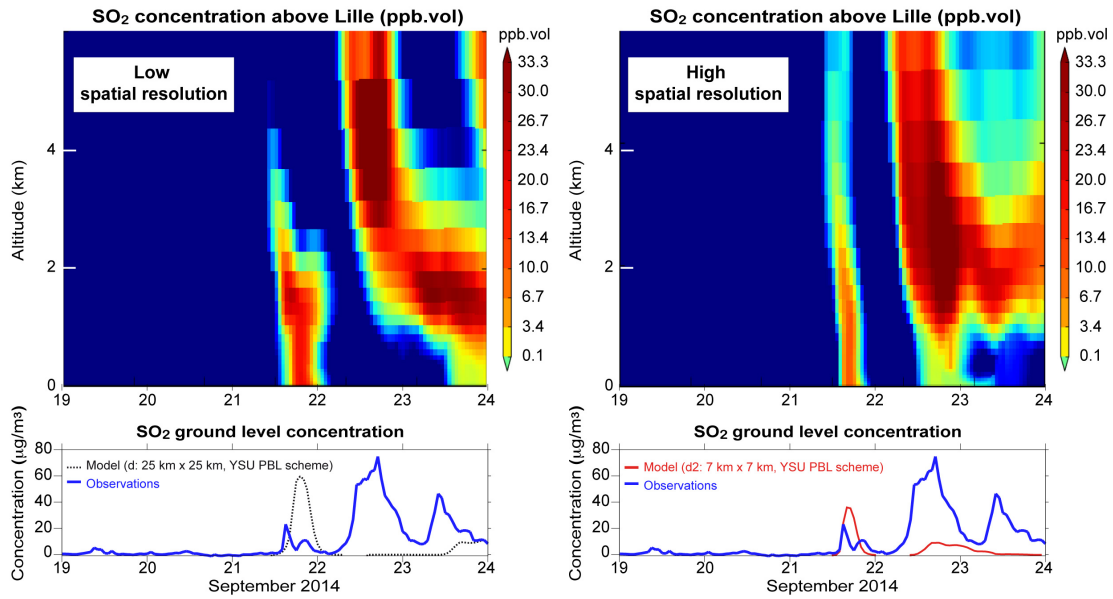 SO₂ concentration above Lille (ppb.vol)
ppb.vol
Low
spatial resolution
33.3
30.0
26.7
23.4
20.0
16.7
13.4
10.0
6.7
3.4
0.1
Altitude (km)
4
2
0
19 20 21 22 23 24
SO₂ ground level concentration
Concentration (μg/m³)
80
60
40
20
0
Model (d: 25 km x 25 km, YSU PBL scheme)
Observations
19 20 21 22 23 24
September 2014
SO₂ concentration above Lille (ppb.vol)
ppb.vol
High
spatial resolution
33.3
30.0
26.7
23.4
20.0
16.7
13.4
10.0
6.7
3.4
0.1
Altitude (km)
4
2
0
19 20 21 22 23 24
SO₂ ground level concentration
Concentration (μg/m³)
80
60
40
20
0
Model (d2: 7 km x 7 km, YSU PBL scheme)
Observations
19 20 21 22 23 24
September 2014